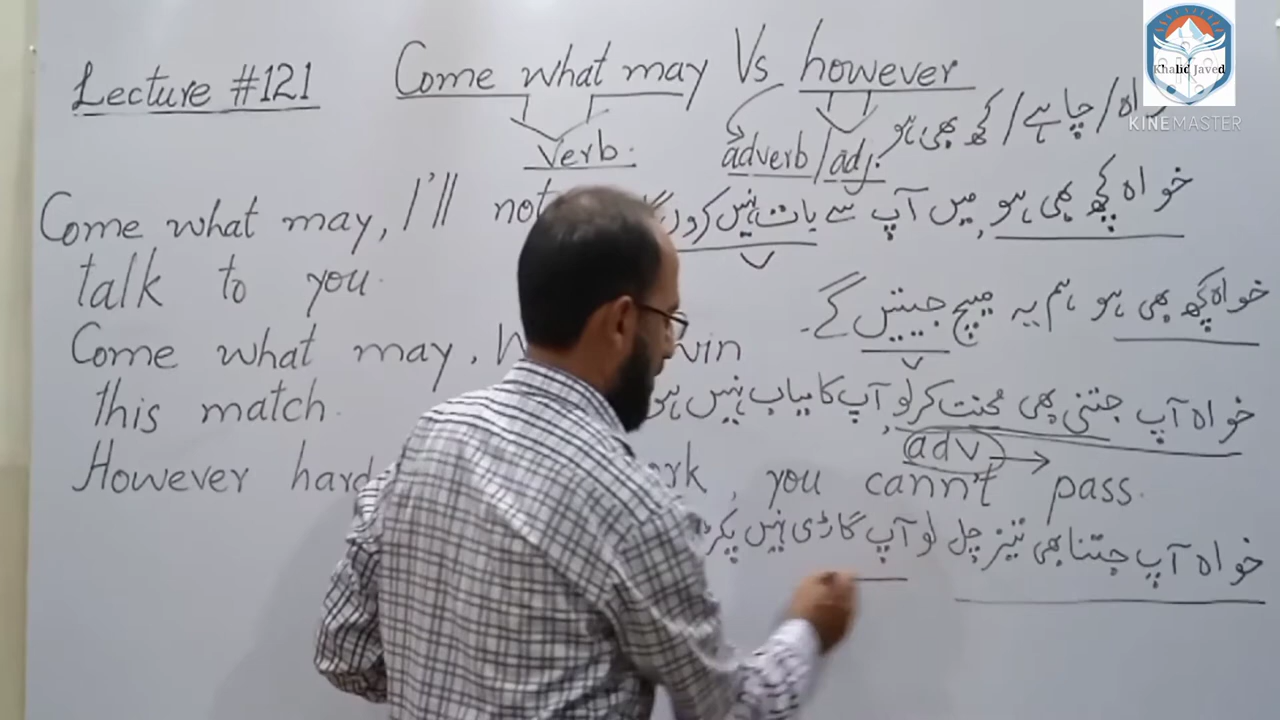 Lecture #121
Come what may Vs however
Khalid Javed
KINEMASTER
خواہ/چاہے/کچھ بھی ہو
verb.
adverb/adj.
Come what may, I'll not
خواہ کچھ بھی ہو، میں آپ سے بات نہیں کروں گا
talk to you.
خواہ کچھ بھی ہو ہم یہ میچ جیتیں گے۔
Come what may, win
this match.
خواہ آپ جتنی بھی محنت کر لو، آپ کامیاب نہیں
adv
However hard you cann't pass.
خواہ آپ جتنا بھی تیز چل لو آپ گاڑی نہیں